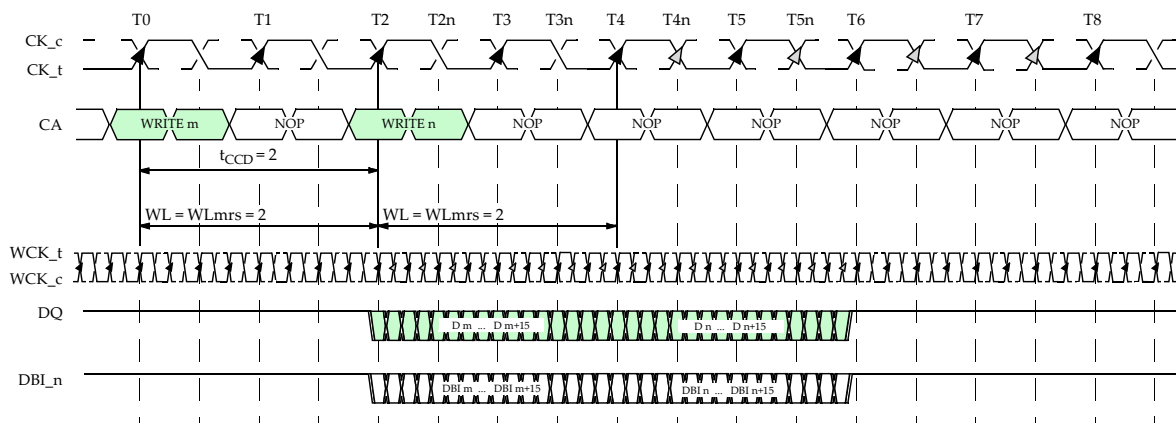 T0 T1 T2 T2n T3 T3n T4 T4n T5 T5n T6 T7 T8
CK_c
CK_t
CA WRITE m NOP WRITE n NOP NOP NOP NOP NOP NOP
tCCD = 2
WL = WLmrs = 2 WL = WLmrs = 2
WCK_t
WCK_c
DQ D m ... D m+15 D n ... D n+15
DBI_n DBI m ... DBI m+15 DBI n ... DBI n+15